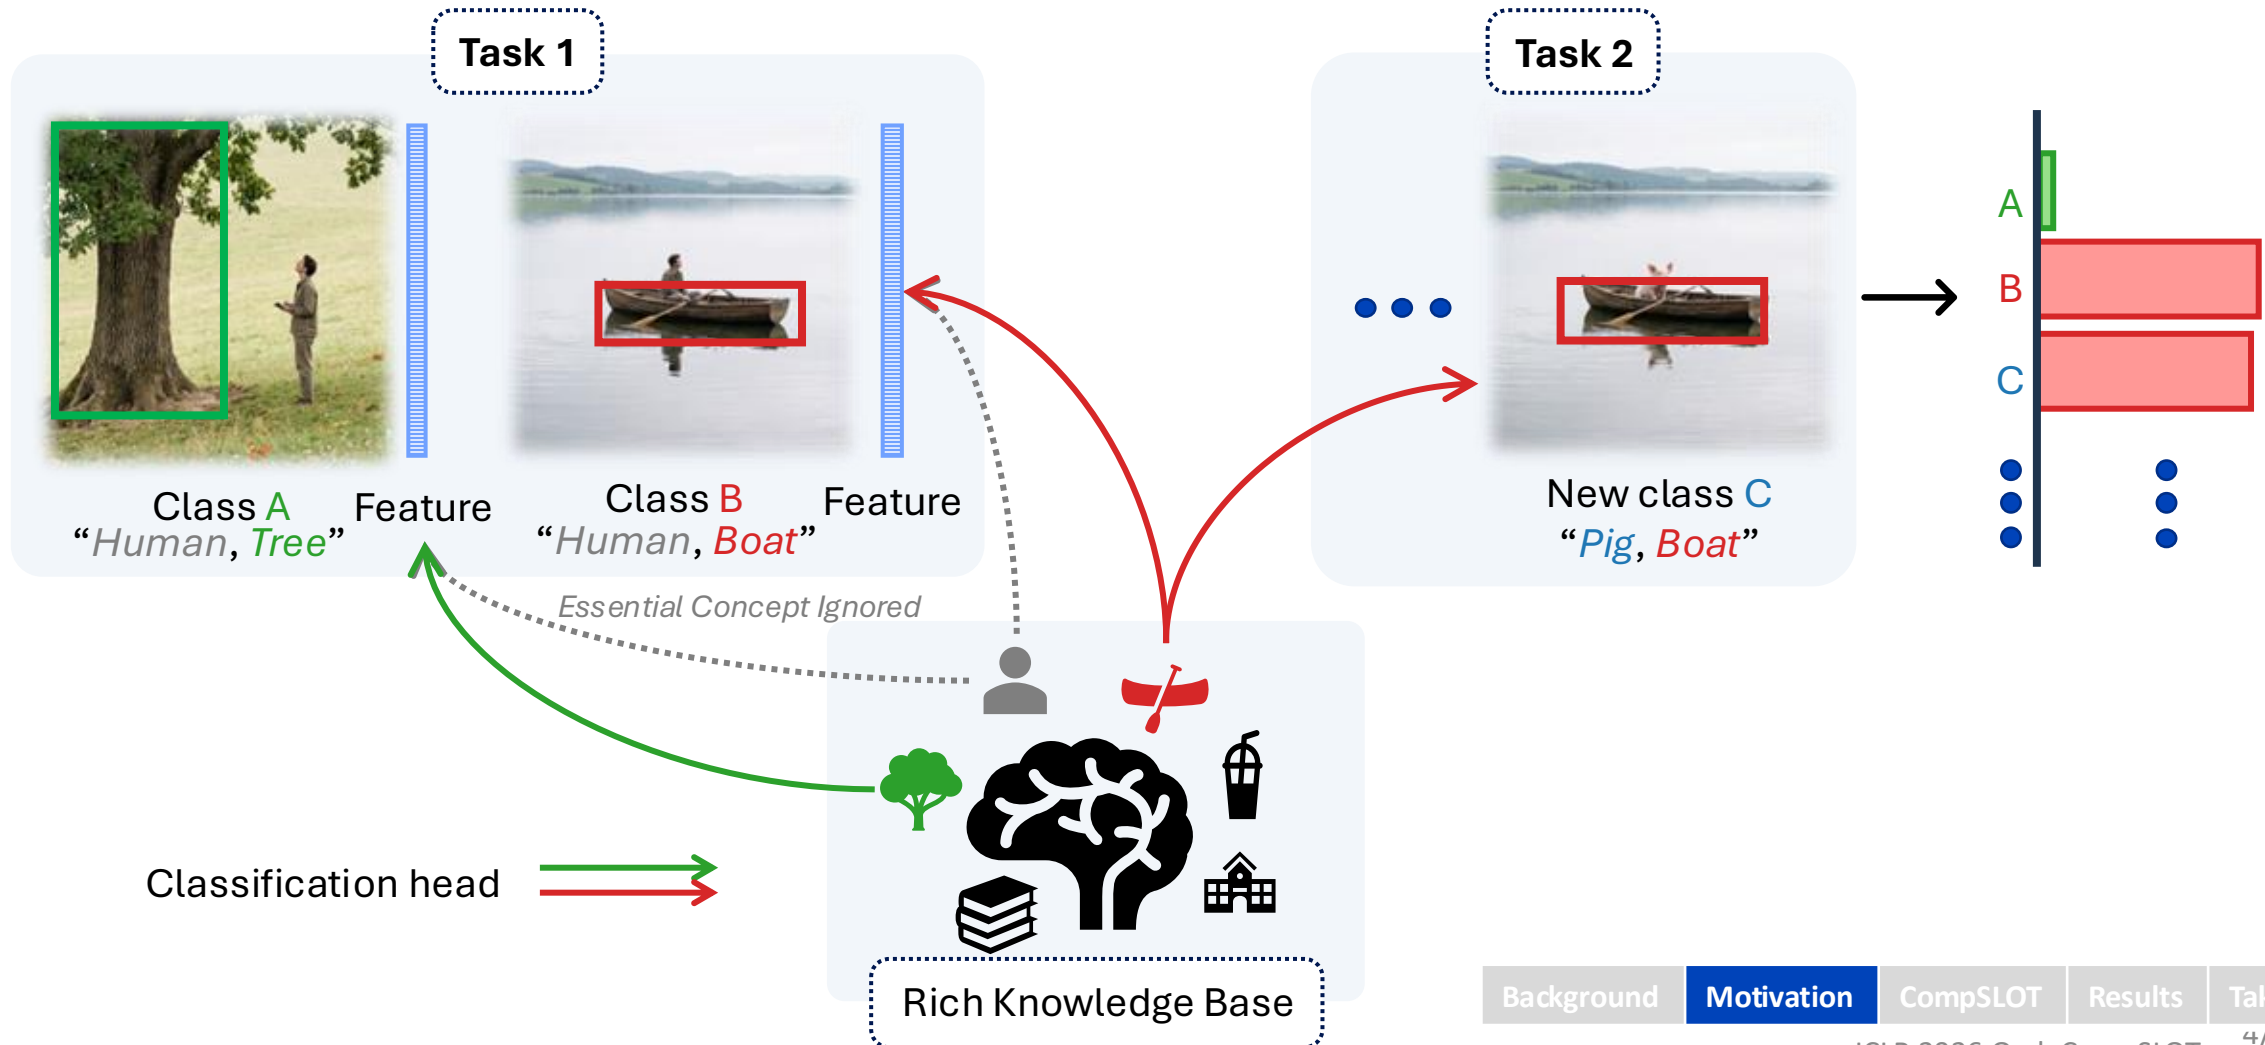 Task 1
Task 2
Class A
"Human, Tree"
Feature
Class B
"Human, Boat"
Feature
New class C
"Pig, Boat"
A
B
C
Essential Concept Ignored
Classification head
Rich Knowledge Base
Background
Motivation
CompSLOT
Results